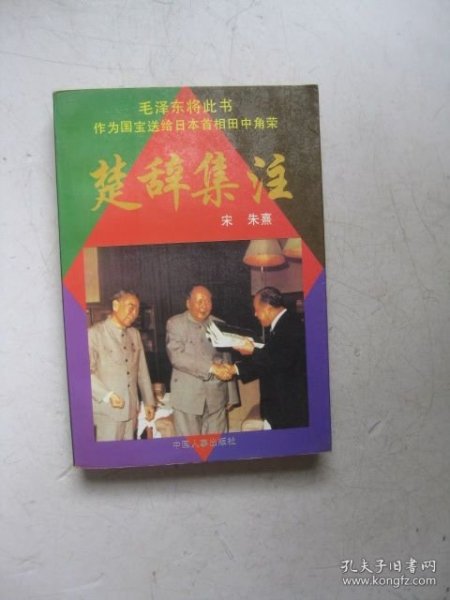 毛泽东将此书
作为国宝送给日本首相田中角荣
楚辞集注
宋 朱熹
中国人事出版社
孔夫子旧书网
www.kongfz.com